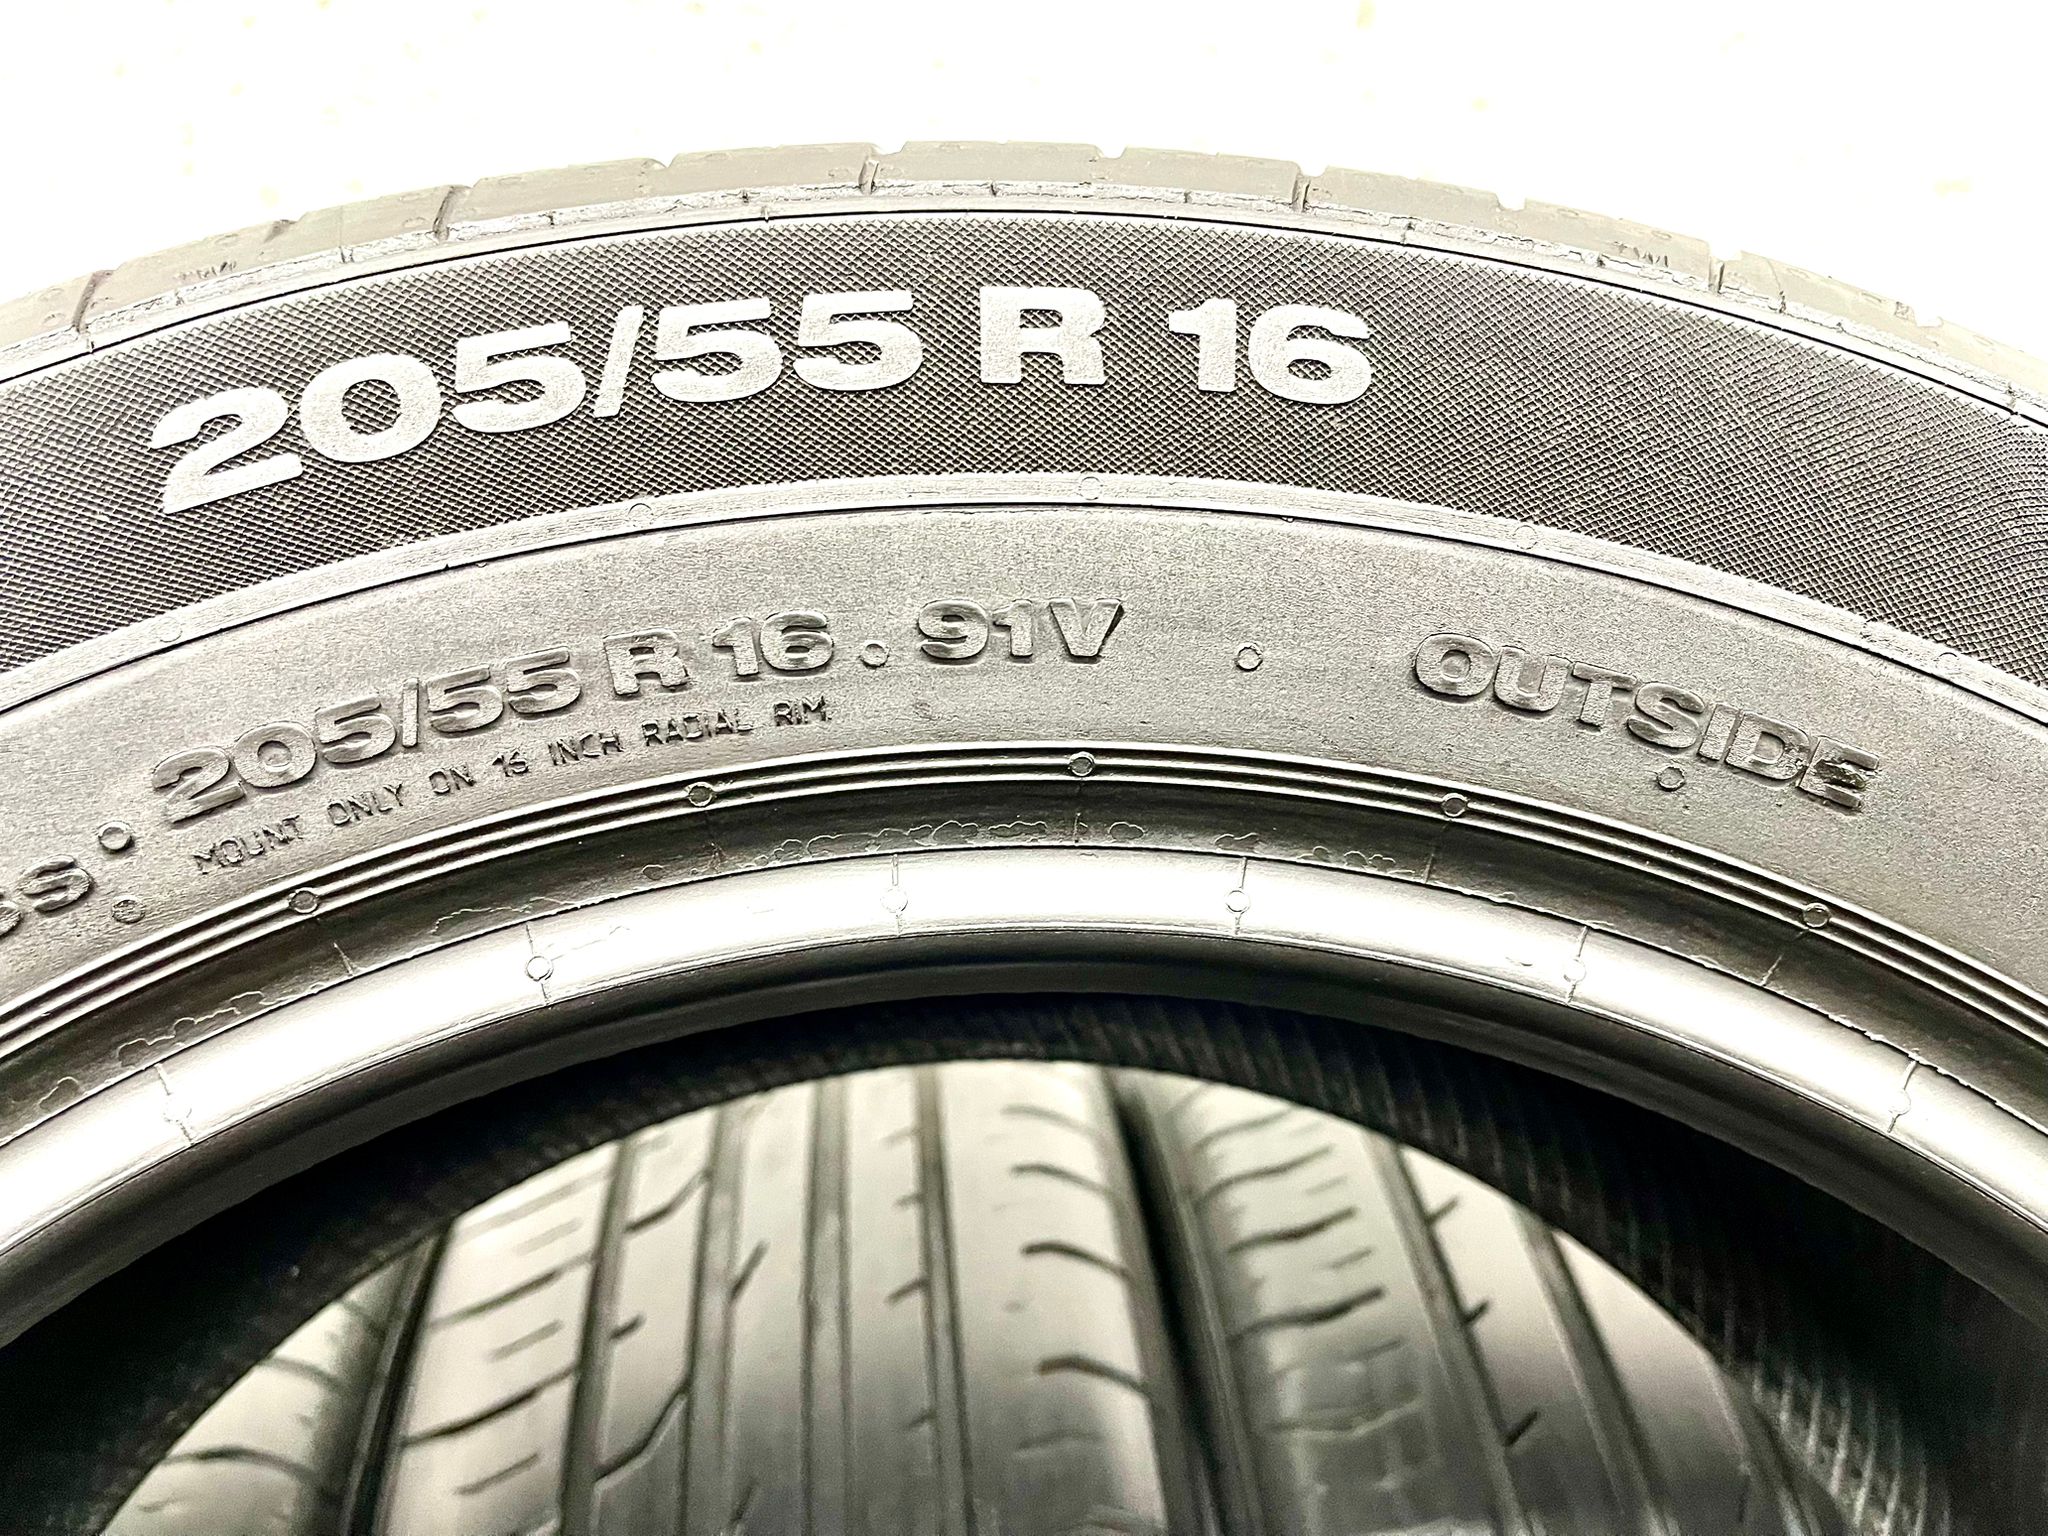 205/55 R 16
205/55 R 16 . 91V
OUTSIDE
MOUNT ONLY ON 16 INCH RADIAL RIM